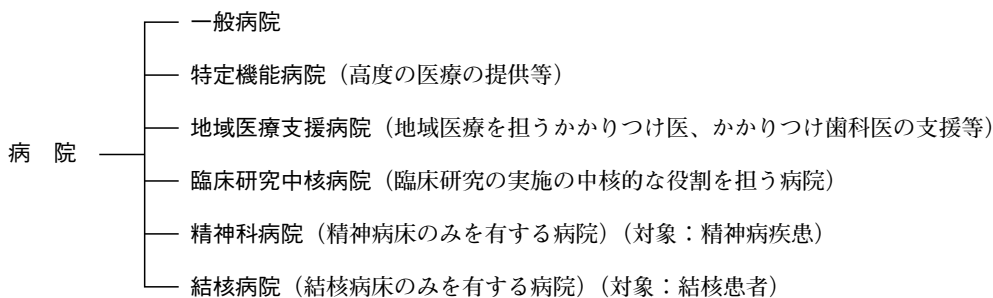 一般病院
特定機能病院（高度の医療の提供等）
地域医療支援病院（地域医療を担うかかりつけ医、かかりつけ歯科医の支援等）
病　院
臨床研究中核病院（臨床研究の実施の中核的な役割を担う病院）
精神科病院（精神病床のみを有する病院）（対象：精神病疾患）
結核病院（結核病床のみを有する病院）（対象：結核患者）